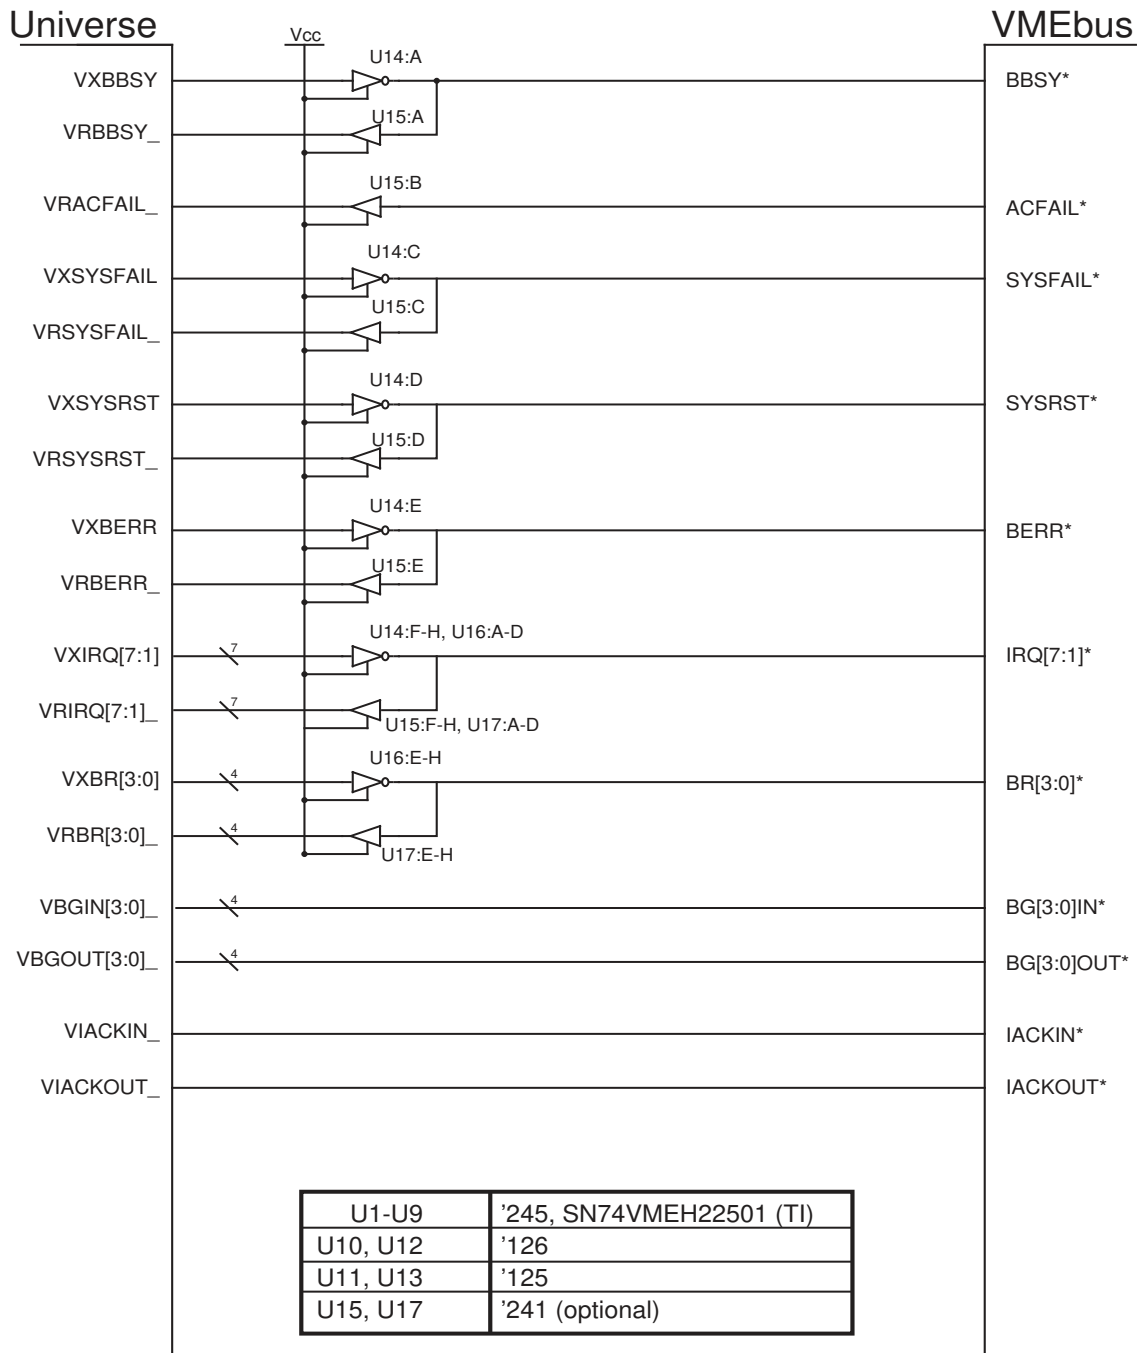 Universe
Vcc
VMEbus
U14:A
VXBBSY
BBSY*
U15:A
VRBBSY_
U15:B
VRACFAIL_
ACFAIL*
U14:C
VXSYSFAIL
SYSFAIL*
U15:C
VRSYSFAIL_
U14:D
VXSYSRST
SYSRST*
U15:D
VRSYSRST_
U14:E
VXBERR
BERR*
U15:E
VRBERR_
U14:F-H, U16:A-D
VXIRQ[7:1]
7
IRQ[7:1]*
VRIRQ[7:1]_
7
U15:F-H, U17:A-D
U16:E-H
VXBR[3:0]
4
BR[3:0]*
VRBR[3:0]_
4
U17:E-H
VBGIN[3:0]_
4
BG[3:0]IN*
VBGOUT[3:0]_
4
BG[3:0]OUT*
VIACKIN_
IACKIN*
VIACKOUT_
IACKOUT*
U1-U9 ’245, SN74VMEH22501 (TI)
U10, U12 ’126
U11, U13 ’125
U15, U17 ’241 (optional)